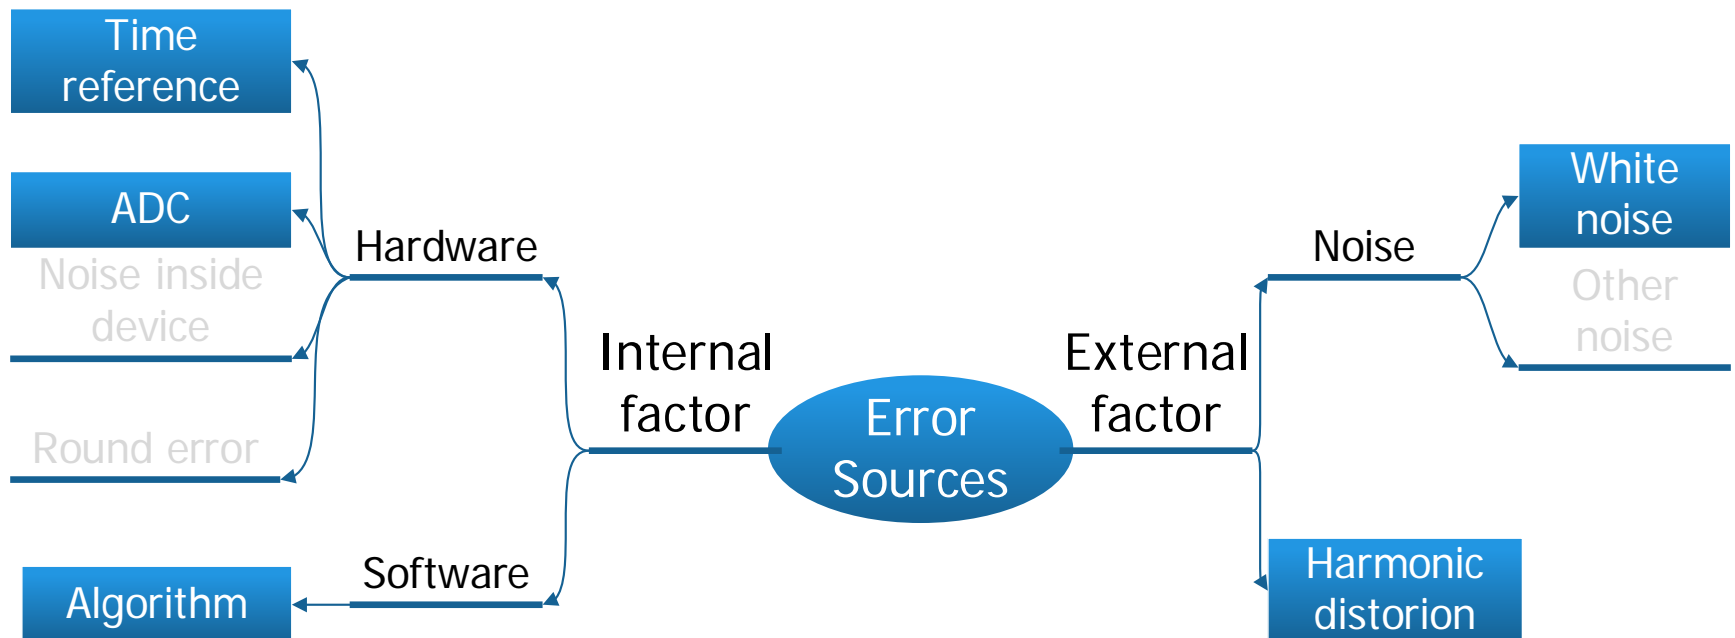 Time
reference
ADC
Noise inside
device
Round error
Algorithm
Hardware
Software
Internal
factor
Error
Sources
External
factor
Noise
White
noise
Other
noise
Harmonic
distorion